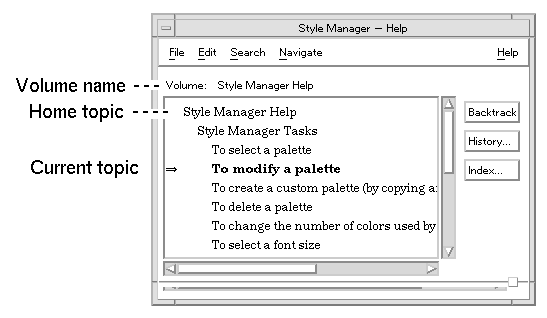 Style Manager – Help
File Edit Search Navigate Help
Volume name
Volume: Style Manager Help
Home topic
Style Manager Help
Backtrack
Style Manager Tasks
To select a palette
History...
Current topic
⇒ To modify a palette
Index...
To create a custom palette (by copying a
To delete a palette
To change the number of colors used by
To select a font size